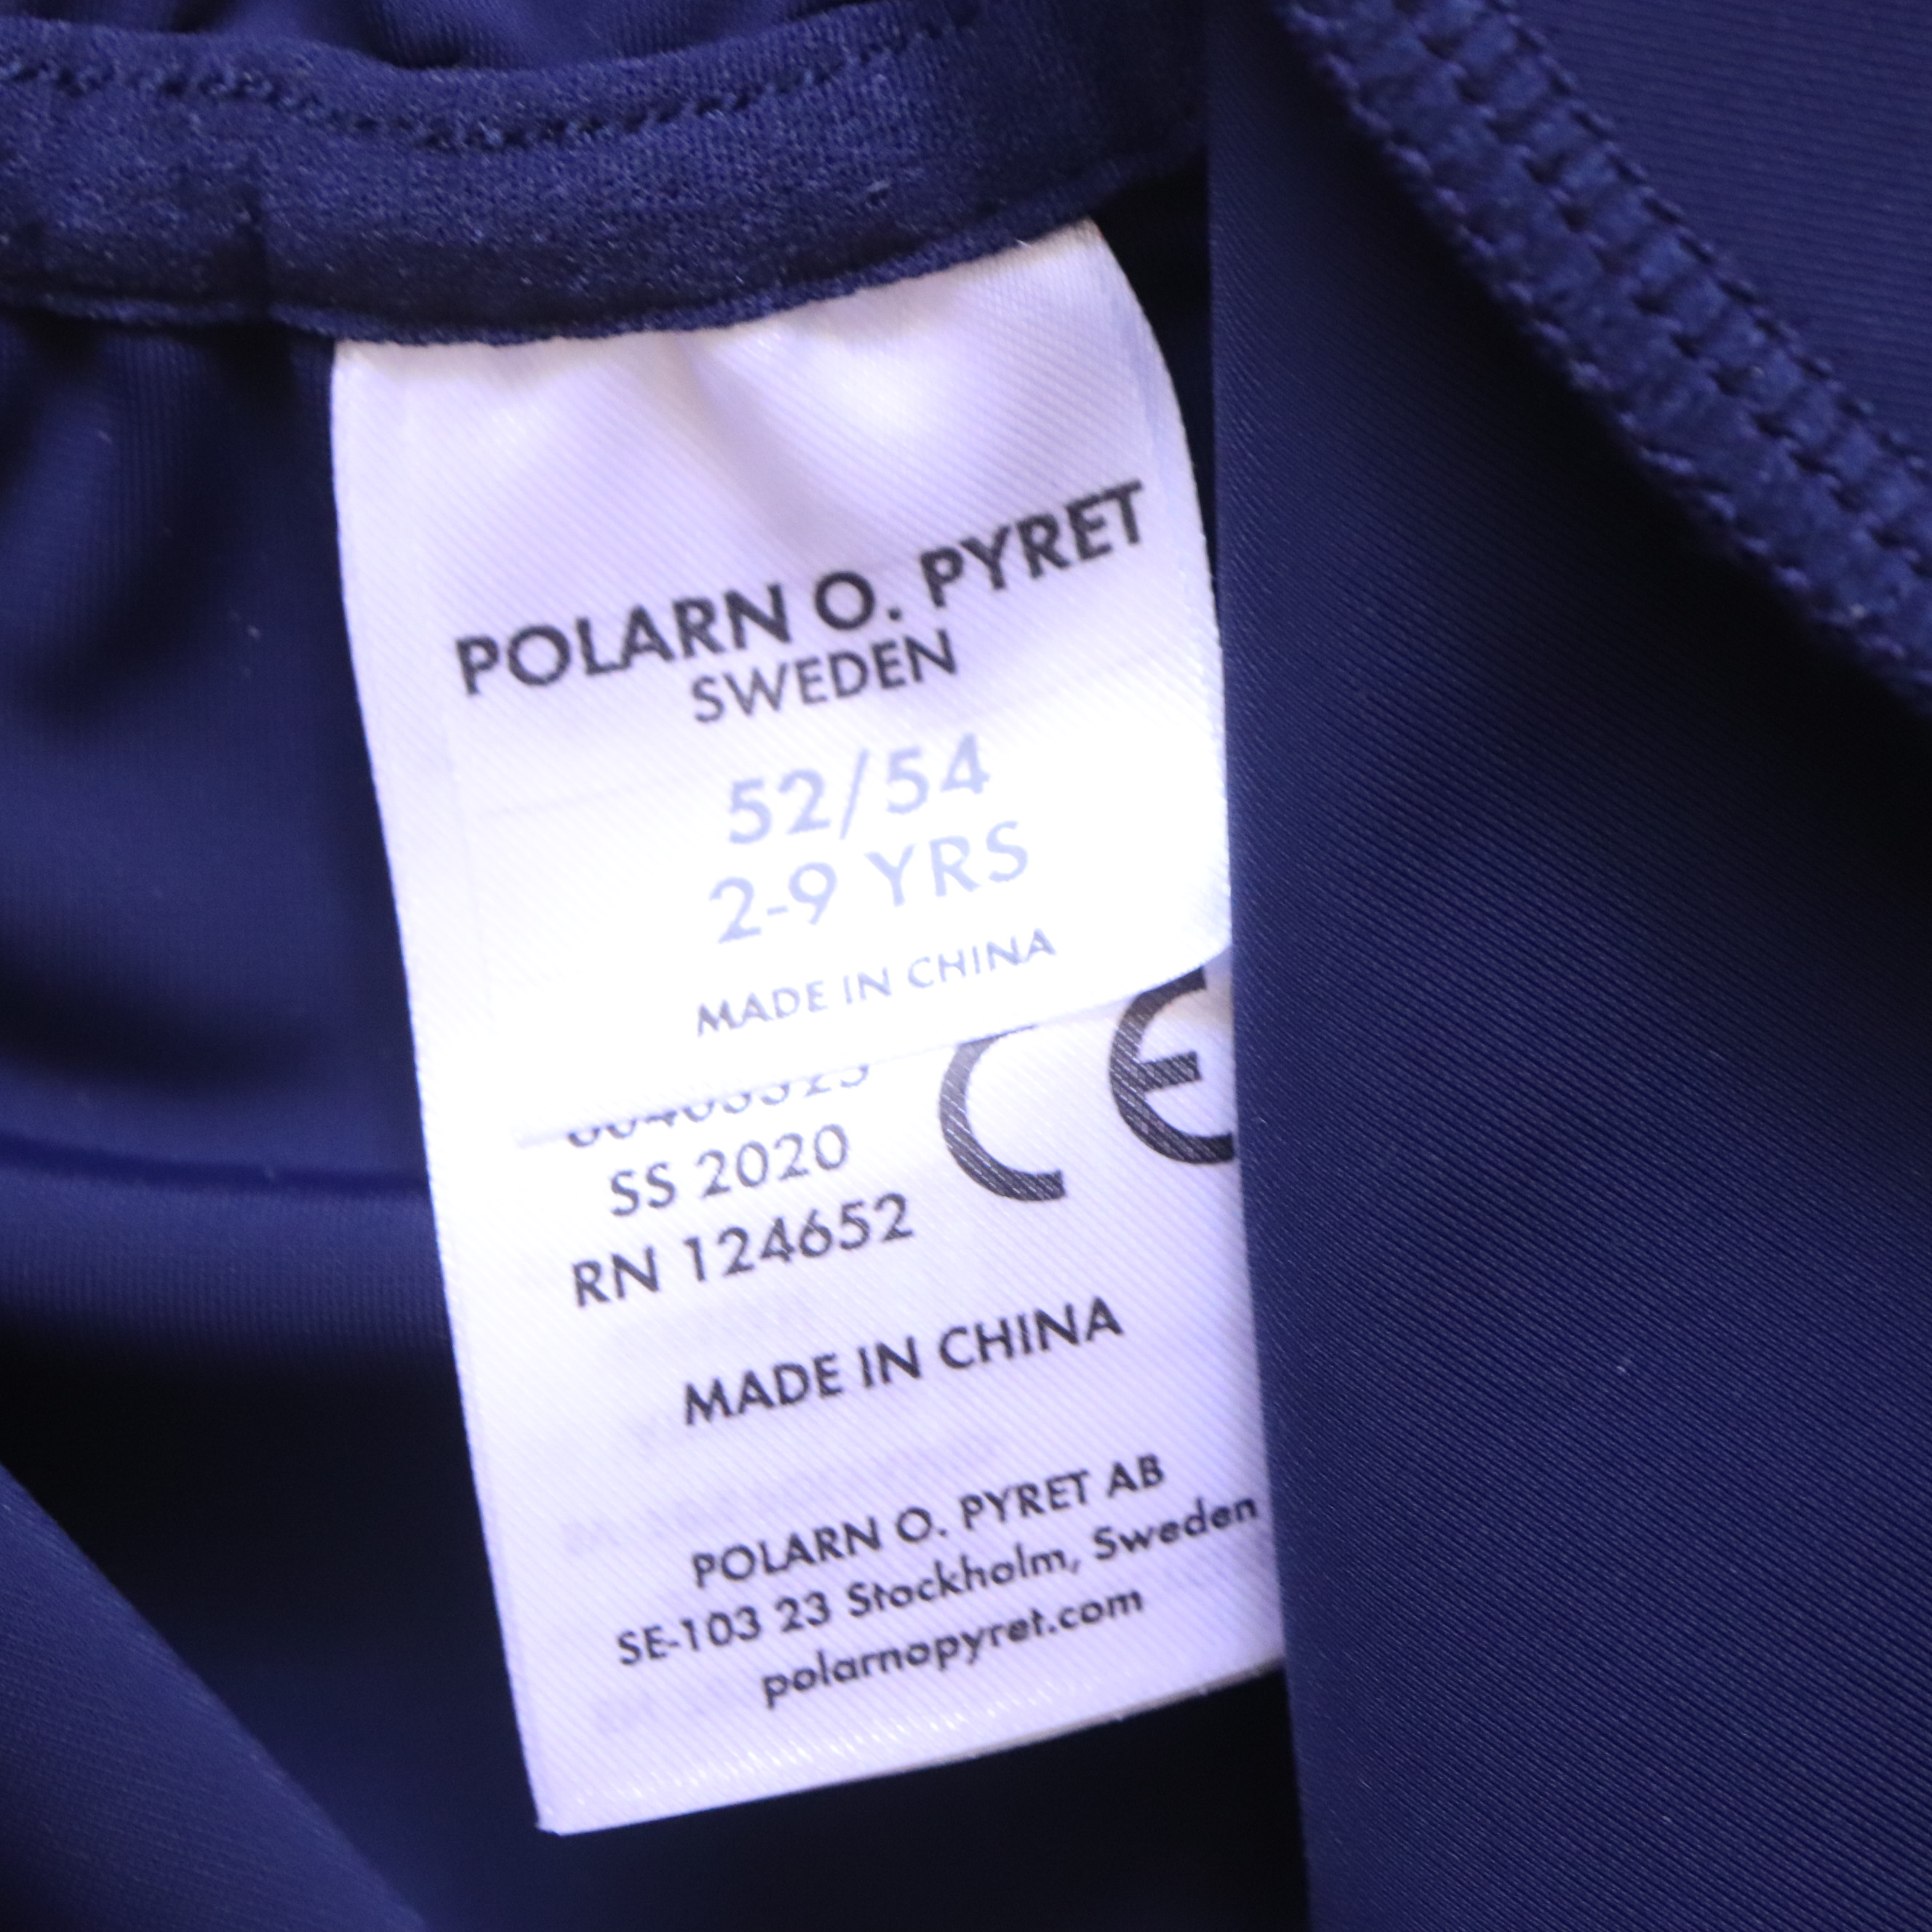 POLARN O. PYRET
SWEDEN
52/54
2-9 YRS
MADE IN CHINA
CE
SS 2020
RN 124652
MADE IN CHINA
POLARN O. PYRET AB
SE-103 23 Stockholm, Sweden
polarnopyret.com